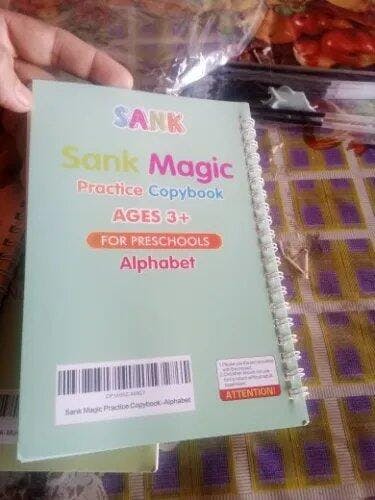 SANK
Sank Magic
Practice Copybook
AGES 3+
FOR PRESCHOOLS
Alphabet
Sank Magic Practice Copybook-Alphabet
ATTENTION!